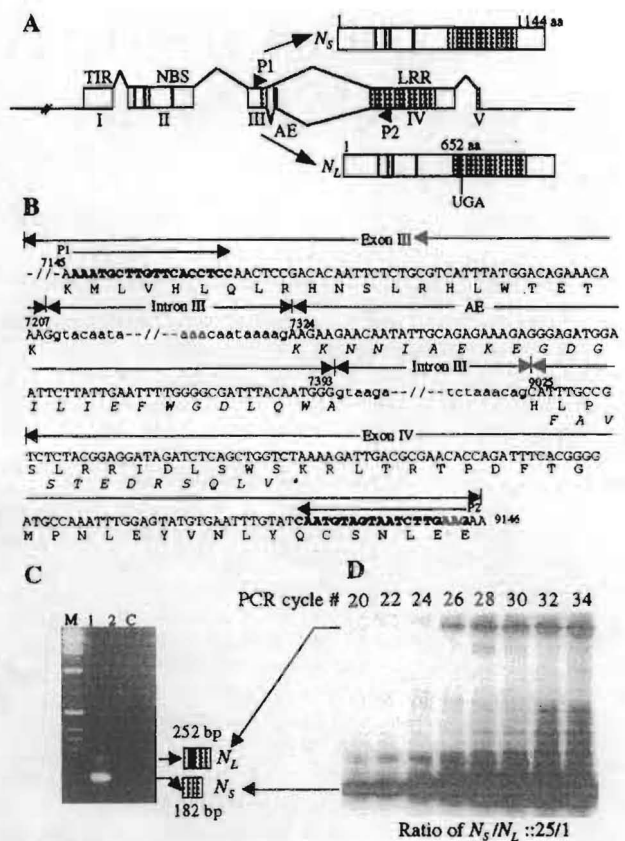 A
1 1144 aa
NS
P1
TIR NBS LRR
I II III IV V
AE P2
1 652 aa
NL
UGA
B
Exon III
7145 P1
-//-AAAATGCTTGTTCACCTCCAACTCCGACACAATTCTCTGCGTCATTTATGGACAGAAACA
K M L V H L Q L R H N S L R H L W T E T
Intron III AE
7207 7324
AAGgtacaata--//--aaacaataaaagAAGAAGAACAATATTGCAGAGAAAGAGGGAGATGGA
K K K N N I A E K E G D G
7393 Intron III 9025
ATTCTTATTGAATTTTGGGGCGATTTACAATGGGgtaaga--//--tctaaacagCATTTGCCG
I L I E F W G D L Q W A H L P
F A V
Exon IV
TCTCTACGGAGGATAGATCTCAGCTGGTCTAAAAGATTGACGCGAACACCAGATTTCACGGGG
S L R R I D L S W S K R L T R T P D F T G
S T E D R S Q L V *
P2
ATGCCAAATTTGGAGTATGTGAATTTGTATCAATGTAGTAATCTTGAAGAA 9146
M P N L E Y V N L Y Q C S N L E E
C
M 1 2 C
252 bp
NL
NS
182 bp
D
PCR cycle # 20 22 24 26 28 30 32 34
Ratio of NS/NL ::25/1